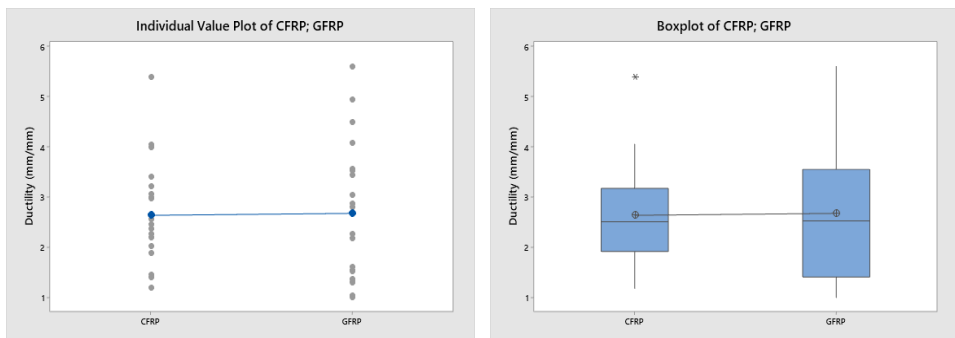 Individual Value Plot of CFRP; GFRP
6
5
4
3
2
1
Ductility (mm/mm)
CFRP
GFRP
Boxplot of CFRP; GFRP
6
5
4
3
2
1
Ductility (mm/mm)
*
CFRP
GFRP